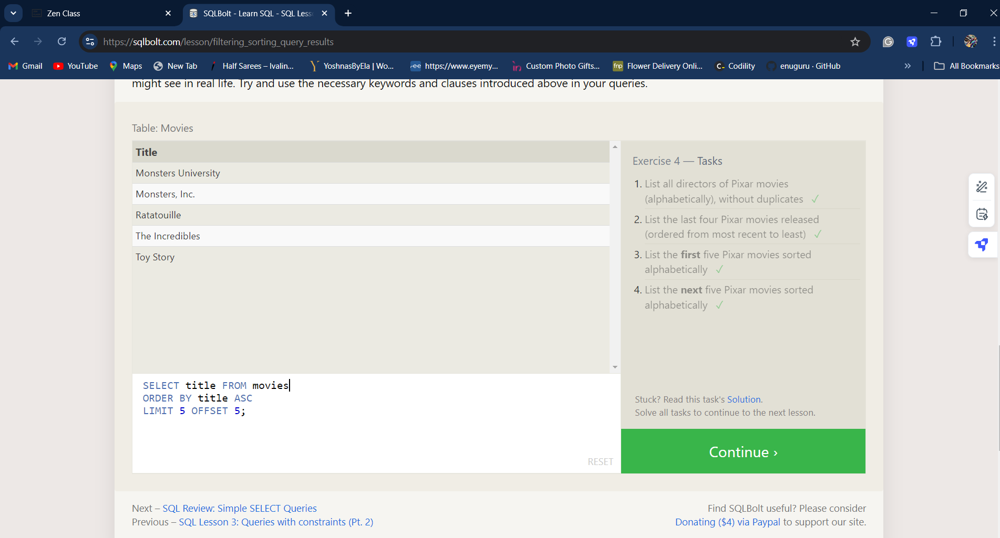 Zen Class
SQLBolt - Learn SQL - SQL Less
https://sqlbolt.com/lesson/filtering_sorting_query_results
Gmail
YouTube
Maps
New Tab
Half Sarees – Ivalin...
YoshnasByEla | Wo...
https://www.eyemy...
Custom Photo Gifts...
Flower Delivery Onli...
Codility
enuguru · GitHub
All Bookmarks
might see in real life. Try and use the necessary keywords and clauses introduced above in your queries.
Table: Movies
Title
Monsters University
Monsters, Inc.
Ratatouille
The Incredibles
Toy Story
SELECT title FROM movies
ORDER BY title ASC
LIMIT 5 OFFSET 5;
RESET
Exercise 4 — Tasks
1. List all directors of Pixar movies
(alphabetically), without duplicates ✓
2. List the last four Pixar movies released
(ordered from most recent to least) ✓
3. List the first five Pixar movies sorted
alphabetically ✓
4. List the next five Pixar movies sorted
alphabetically ✓
Stuck? Read this task's Solution.
Solve all tasks to continue to the next lesson.
Continue ›
Next – SQL Review: Simple SELECT Queries
Previous – SQL Lesson 3: Queries with constraints (Pt. 2)
Find SQLBolt useful? Please consider
Donating ($4) via Paypal to support our site.